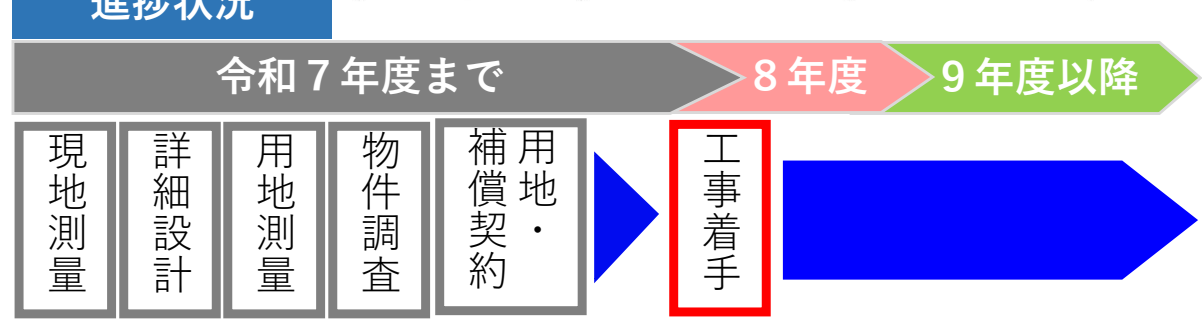 進捗状況
令和７年度まで
８年度
９年度以降
現地測量
詳細設計
用地測量
物件調査
用地・
補償契約
工事着手